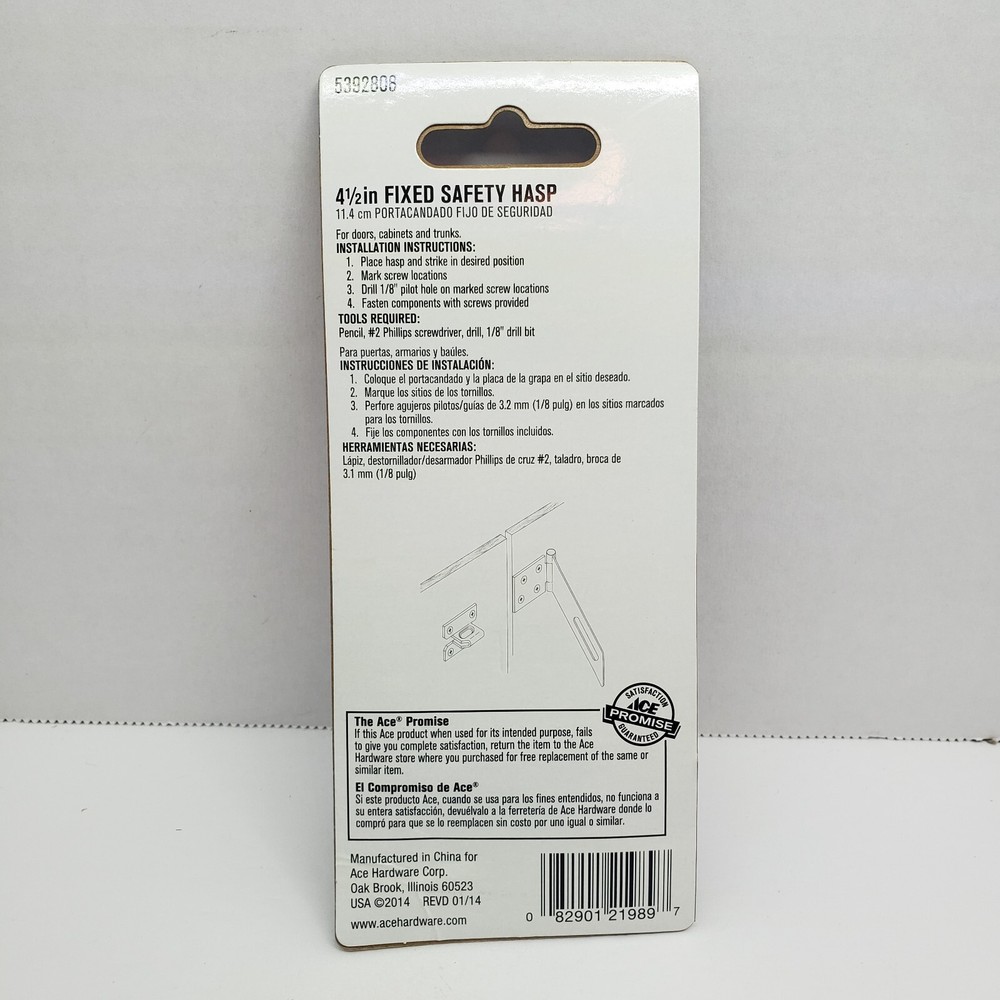 5392808
4½in FIXED SAFETY HASP
11.4 cm PORTACANDADO FIJO DE SEGURIDAD
For doors, cabinets and trunks.
INSTALLATION INSTRUCTIONS:
1. Place hasp and strike in desired position
2. Mark screw locations
3. Drill 1/8" pilot hole on marked screw locations
4. Fasten components with screws provided
TOOLS REQUIRED:
Pencil, #2 Phillips screwdriver, drill, 1/8" drill bit
Para puertas, armarios y baúles.
INSTRUCCIONES DE INSTALACIÓN:
1. Coloque el portacandado y la placa de la grapa en el sitio deseado.
2. Marque los sitios de los tornillos.
3. Perfore agujeros pilotos/guías de 3.2 mm (1/8 pulg) en los sitios marcados
para los tornillos.
4. Fije los componentes con los tornillos incluidos.
HERRAMIENTAS NECESARIAS:
Lápiz, destornillador/desarmador Phillips de cruz #2, taladro, broca de
3.1 mm (1/8 pulg)
SATISFACTION
ACE
PROMISE
GUARANTEED
The Ace® Promise
If this Ace product when used for its intended purpose, fails
to give you complete satisfaction, return the item to the Ace
Hardware store where you purchased for free replacement of the same or
similar item.
El Compromiso de Ace®
Si este producto Ace, cuando se usa para los fines entendidos, no funciona a
su entera satisfacción, devuélvalo a la ferretería de Ace Hardware donde lo
compró para que se lo reemplacen sin costo por uno igual o similar.
Manufactured in China for
Ace Hardware Corp.
Oak Brook, Illinois 60523
USA ©2014 REVD 01/14
www.acehardware.com
0 82901 21989 7